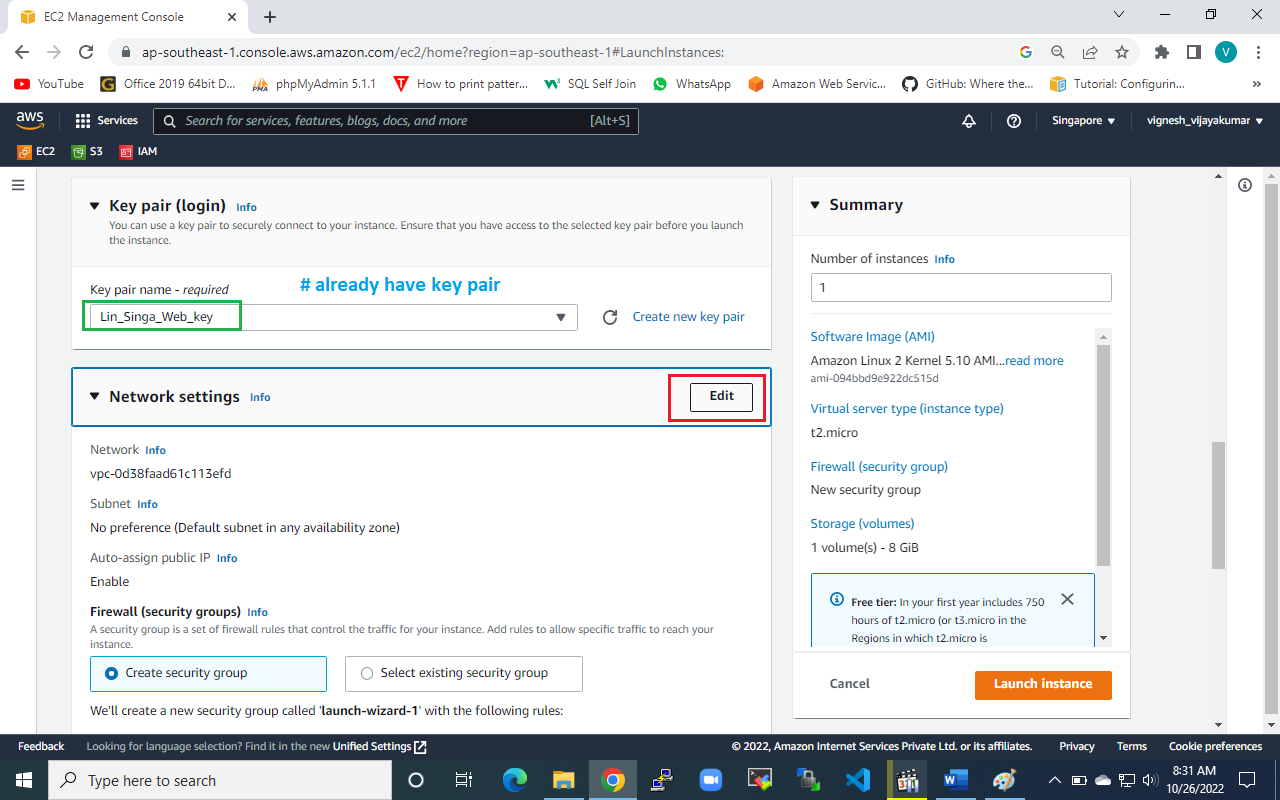 EC2 Management Console
ap-southeast-1.console.aws.amazon.com/ec2/home?region=ap-southeast-1#LaunchInstances:
V
YouTube
Office 2019 64bit D...
phpMyAdmin 5.1.1
How to print patter...
SQL Self Join
WhatsApp
Amazon Web Servic...
GitHub: Where the...
Tutorial: Configurin...
»
aws
Services
Search for services, features, blogs, docs, and more
[Alt+S]
Singapore
vignesh_vijayakumar
EC2
S3
IAM
Key pair (login) Info
You can use a key pair to securely connect to your instance. Ensure that you have access to the selected key pair before you launch
the instance.
Key pair name - required
# already have key pair
Lin_Singa_Web_key
Create new key pair
Network settings Info
Edit
Network Info
vpc-0d38faad61c113efd
Subnet Info
No preference (Default subnet in any availability zone)
Auto-assign public IP Info
Enable
Firewall (security groups) Info
A security group is a set of firewall rules that control the traffic for your instance. Add rules to allow specific traffic to reach your
instance.
Create security group
Select existing security group
We'll create a new security group called 'launch-wizard-1' with the following rules:
Summary
Number of instances Info
1
Software Image (AMI)
Amazon Linux 2 Kernel 5.10 AMI...read more
ami-094bbd9e922dc515d
Virtual server type (instance type)
t2.micro
Firewall (security group)
New security group
Storage (volumes)
1 volume(s) - 8 GiB
Free tier: In your first year includes 750
hours of t2.micro (or t3.micro in the
Regions in which t2.micro is
Cancel
Launch instance
Feedback
Looking for language selection? Find it in the new Unified Settings
© 2022, Amazon Internet Services Private Ltd. or its affiliates.
Privacy
Terms
Cookie preferences
Type here to search
8:31 AM
10/26/2022